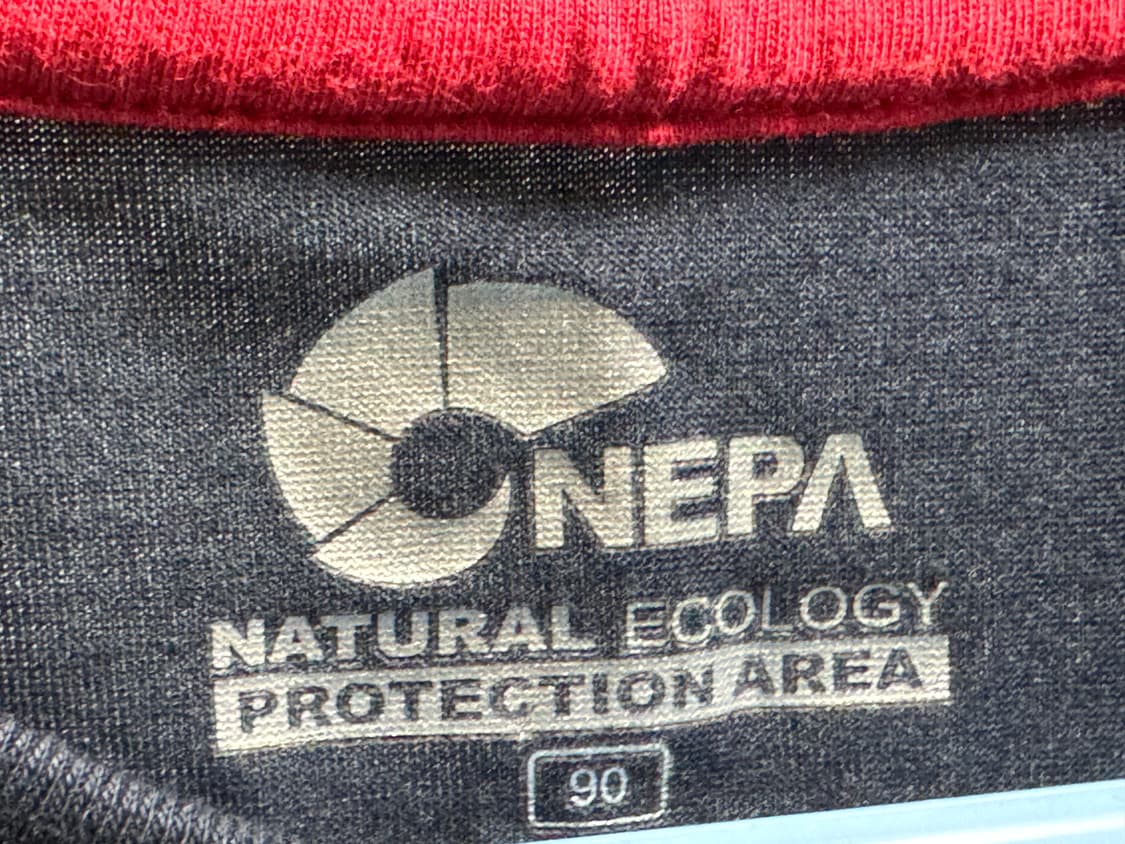 NEPA
NATURAL ECOLOGY
PROTECTION AREA
90